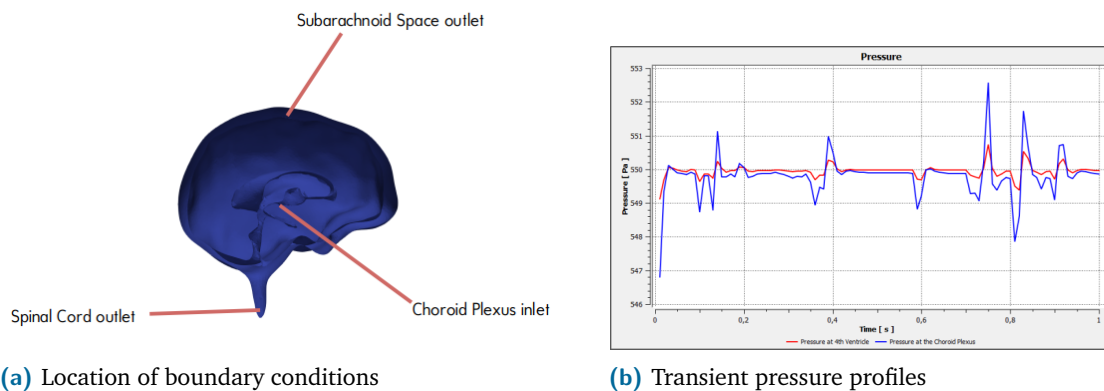 Subarachnoid Space outlet
Choroid Plexus inlet
Spinal Cord outlet
(a) Location of boundary conditions
Pressure
Pressure [ Pa ]
553
552
551
550
549
548
547
546
0
0,2
0,4
0,6
0,8
1
Time [ s ]
Pressure at 4th Ventricle
Pressure at the Choroid Plexus
(b) Transient pressure profiles